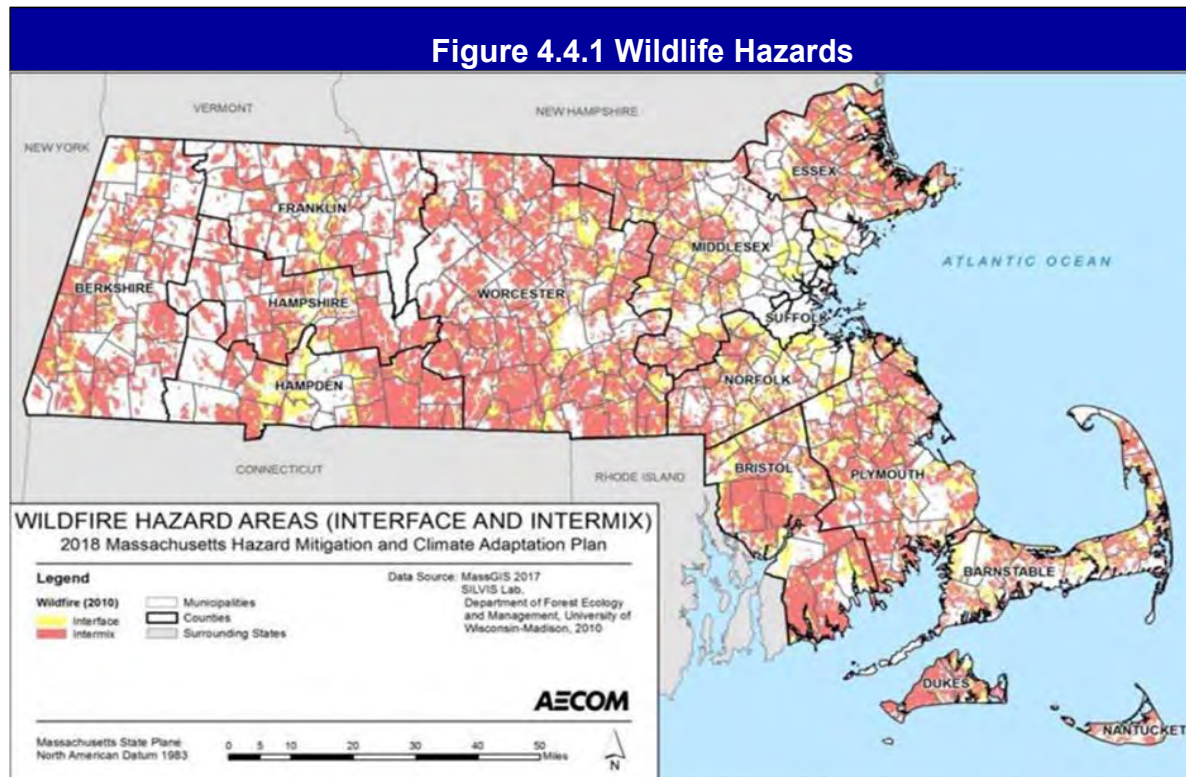 Figure 4.4.1 Wildlife Hazards
VERMONT
NEW HAMPSHIRE
NEW YORK
ESSEX
FRANKLIN
MIDDLESEX
ATLANTIC OCEAN
BERKSHIRE
HAMPSHIRE
WORCESTER
SUFFOLK
HAMPDEN
NORFOLK
CONNECTICUT
RHODE ISLAND
BRISTOL
PLYMOUTH
BARNSTABLE
DUKES
NANTUCKET
WILDFIRE HAZARD AREAS (INTERFACE AND INTERMIX)
2018 Massachusetts Hazard Mitigation and Climate Adaptation Plan
Legend
Wildfire (2010)
Interface
Intermix
Municipalities
Counties
Surrounding States
Data Source: MassGIS 2017
SILVIS Lab.
Department of Forest Ecology
and Management, University of
Wisconsin-Madison, 2010
AECOM
Massachusetts State Plane
North American Datum 1983
0 5 10 20 30 40 50
Miles
N